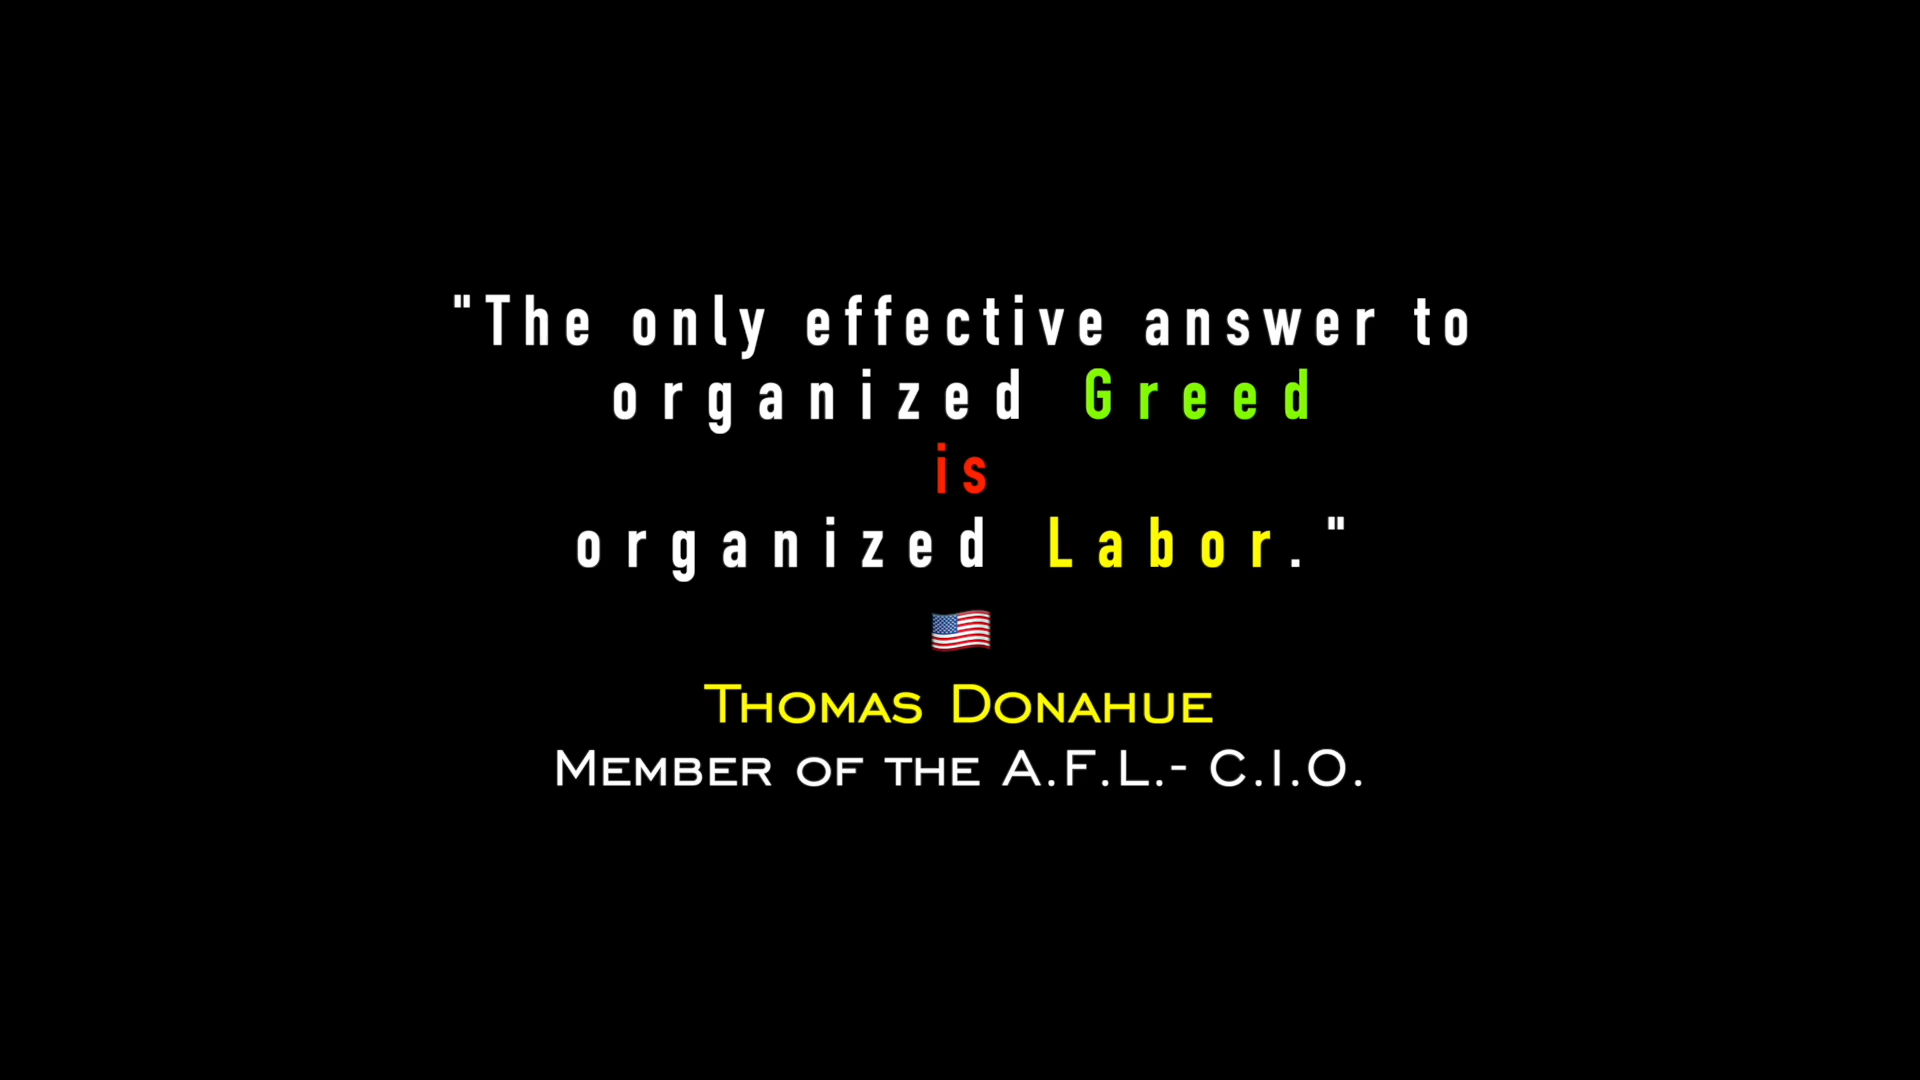 "The only effective answer to
organized Greed
is
organized Labor."
🇺🇸
Thomas Donahue
Member of the A.F.L.- C.I.O.